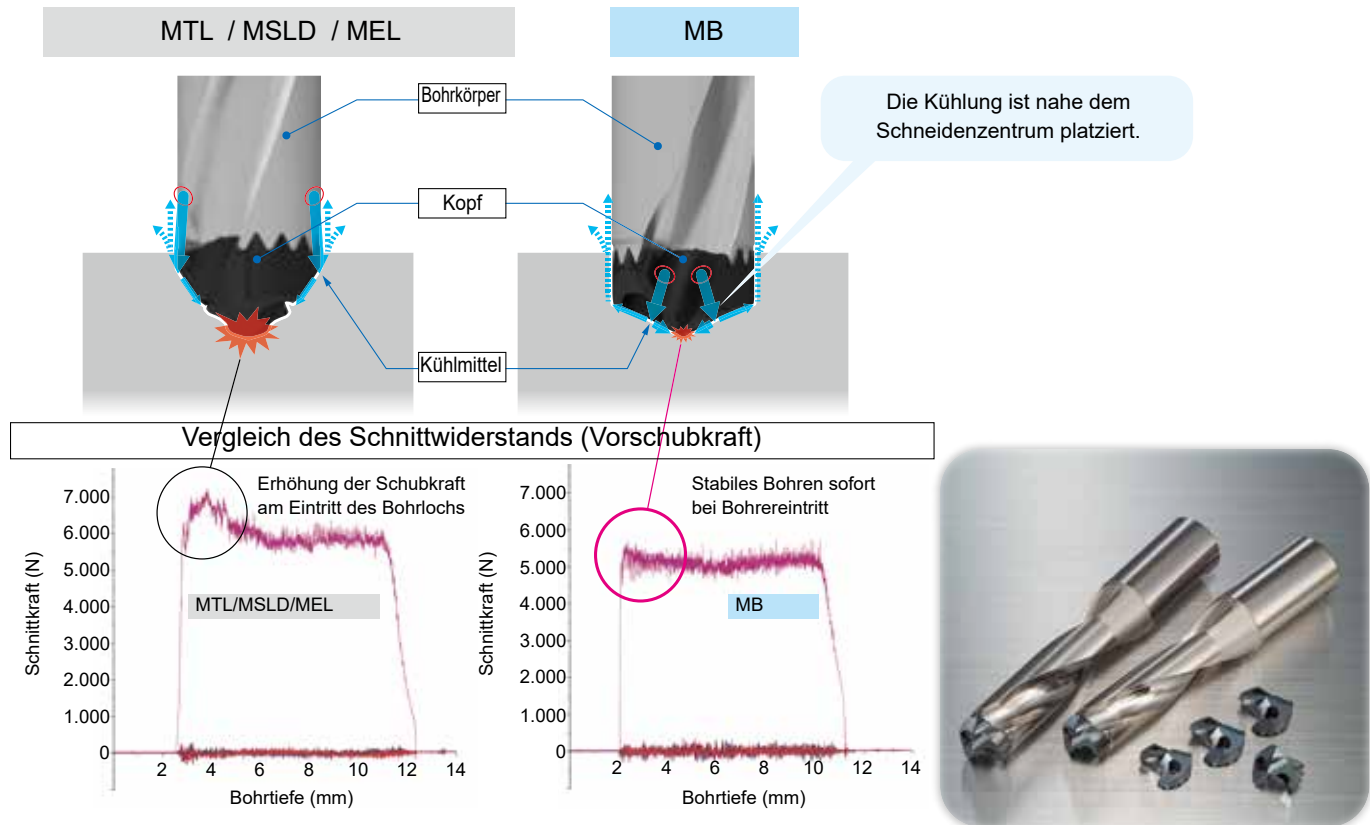 MTL / MSLD / MEL
MB
Bohrkörper
Die Kühlung ist nahe dem
Schneidenzentrum platziert.
Kopf
Kühlmittel
Vergleich des Schnittwiderstands (Vorschubkraft)
Erhöhung der Schubkraft
am Eintritt des Bohrlochs
7.000
6.000
5.000
4.000
3.000
2.000
1.000
0
Schnittkraft (N)
MTL/MSLD/MEL
2 4 6 8 10 12 14
Bohrtiefe (mm)
Stabiles Bohren sofort
bei Bohrereintritt
7.000
6.000
5.000
4.000
3.000
2.000
1.000
0
Schnittkraft (N)
MB
2 4 6 8 10 12 14
Bohrtiefe (mm)